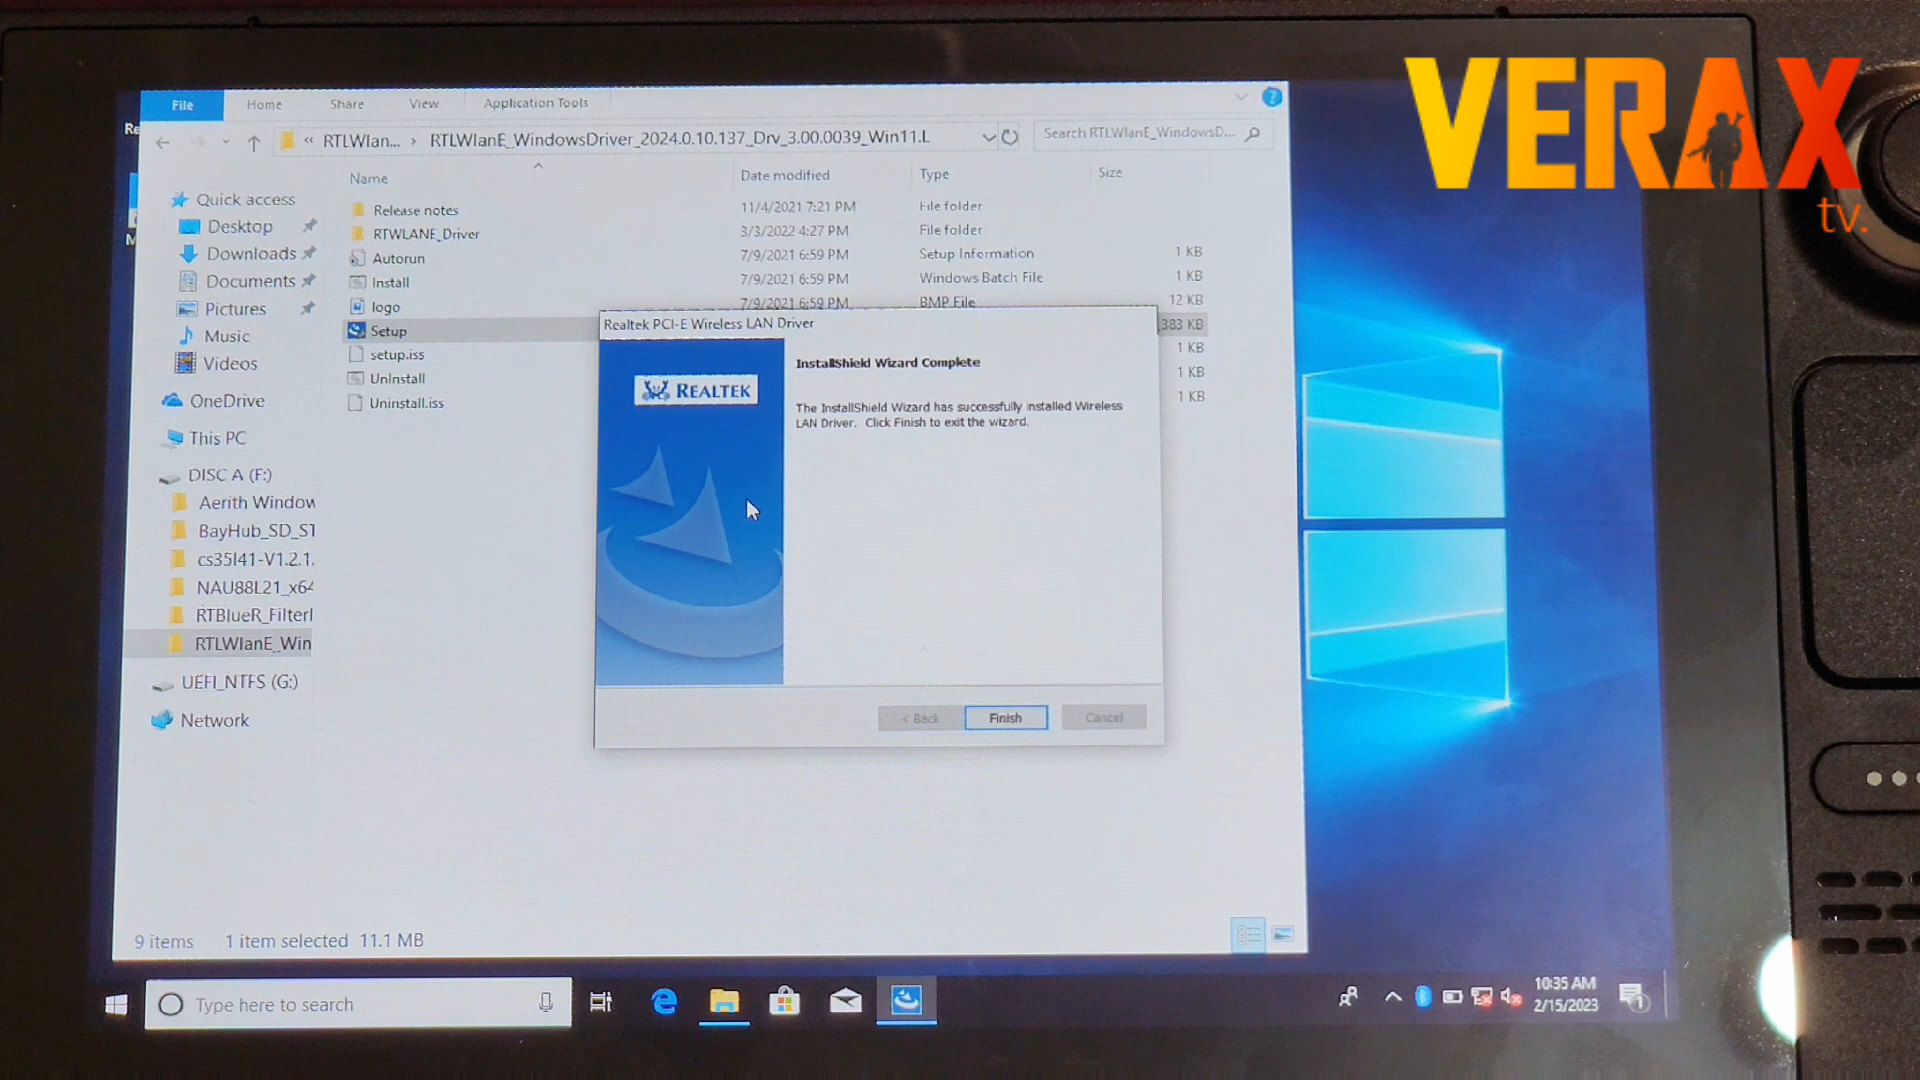 VERAX
tv.
Re
M
File Home Share View Application Tools
« RTLWlan... › RTLWlanE_WindowsDriver_2024.0.10.137_Drv_3.00.0039_Win11.L
Search RTLWlanE_WindowsD...
Name Date modified Type Size
Release notes 11/4/2021 7:21 PM File folder
RTWLANE_Driver 3/3/2022 4:27 PM File folder
Autorun 7/9/2021 6:59 PM Setup Information 1 KB
Install 7/9/2021 6:59 PM Windows Batch File 1 KB
logo 7/9/2021 6:59 PM BMP File 12 KB
Setup 383 KB
setup.iss 1 KB
UnInstall 1 KB
Uninstall.iss 1 KB
Quick access
Desktop
Downloads
Documents
Pictures
Music
Videos
OneDrive
This PC
DISC A (F:)
Aerith Window
BayHub_SD_ST
cs35l41-V1.2.1.
NAU88L21_x64
RTBlueR_Filterl
RTLWlanE_Win
UEFI_NTFS (G:)
Network
Realtek PCI-E Wireless LAN Driver
REALTEK
InstallShield Wizard Complete
The InstallShield Wizard has successfully installed Wireless
LAN Driver. Click Finish to exit the wizard.
< Back Finish Cancel
9 items 1 item selected 11.1 MB
Type here to search
10:35 AM
2/15/2023
1